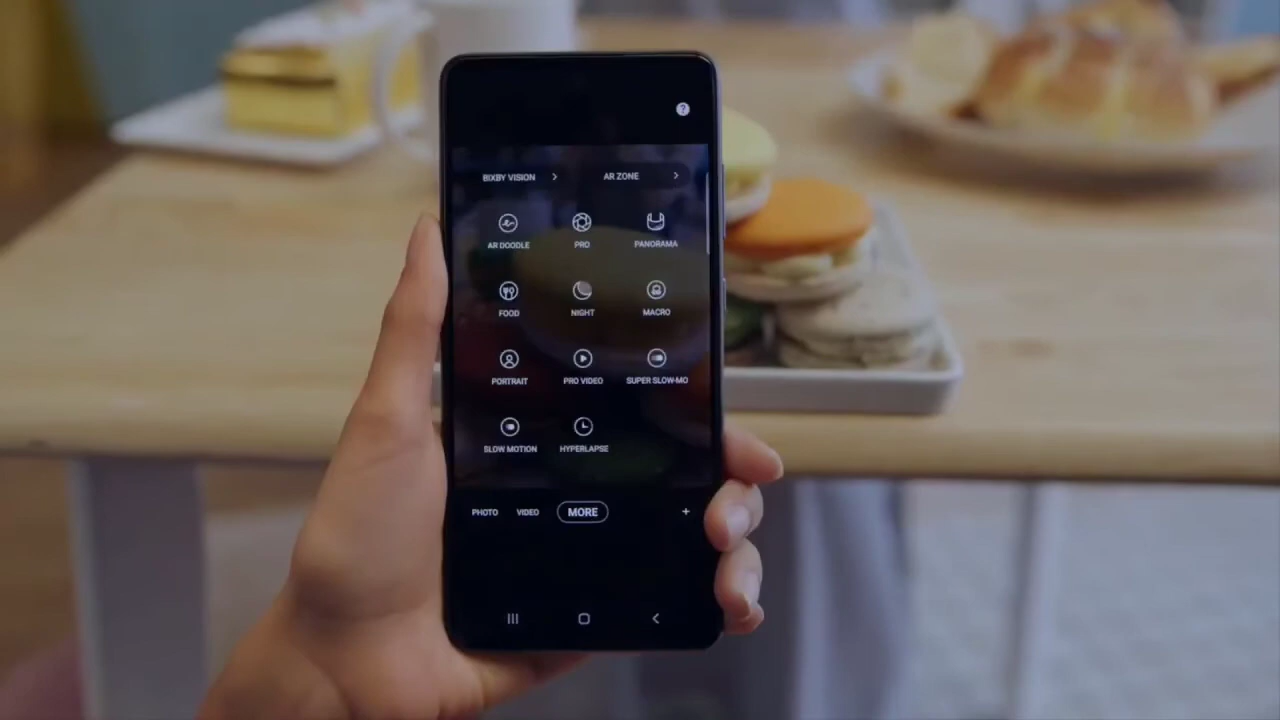 ?
BIXBY VISION > AR ZONE >
AR DOODLE PRO PANORAMA
FOOD NIGHT MACRO
PORTRAIT PRO VIDEO SUPER SLOW-MO
SLOW MOTION HYPERLAPSE
PHOTO VIDEO MORE +